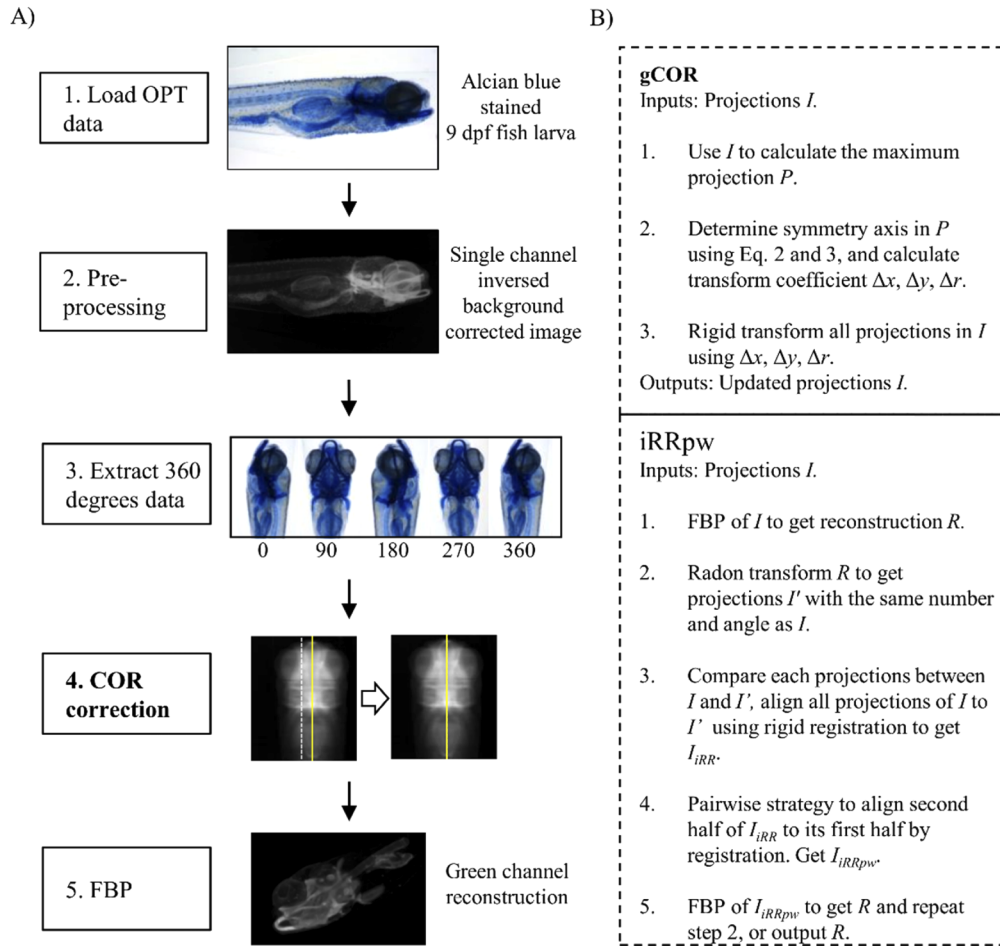 A)
1. Load OPT
data
Alcian blue
stained
9 dpf fish larva
2. Pre-
processing
Single channel
inversed
background
corrected image
3. Extract 360
degrees data
0 90 180 270 360
4. COR
correction
5. FBP
Green channel
reconstruction
B)
gCOR
Inputs: Projections I.
1. Use I to calculate the maximum
projection P.
2. Determine symmetry axis in P
using Eq. 2 and 3, and calculate
transform coefficient Δx, Δy, Δr.
3. Rigid transform all projections in I
using Δx, Δy, Δr.
Outputs: Updated projections I.
iRRpw
Inputs: Projections I.
1. FBP of I to get reconstruction R.
2. Radon transform R to get
projections I' with the same number
and angle as I.
3. Compare each projections between
I and I', align all projections of I to
I' using rigid registration to get
I_iRR.
4. Pairwise strategy to align second
half of I_iRR to its first half by
registration. Get I_iRRpw.
5. FBP of I_iRRpw to get R and repeat
step 2, or output R.